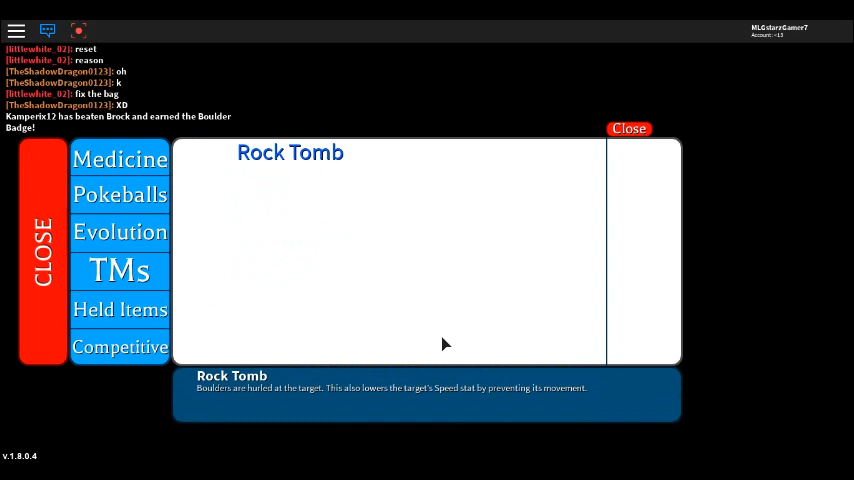 MLGstarzGamer7
Account: <13
[littlewhite_02]: reset
[littlewhite_02]: reason
[TheShadowDragon0123]: oh
[TheShadowDragon0123]: k
[littlewhite_02]: fix the bag
[TheShadowDragon0123]: XD
Kamperix12 has beaten Brock and earned the Boulder
Badge!
Close
CLOSE
Medicine
Pokeballs
Evolution
TMs
Held Items
Competitive
Rock Tomb
Rock Tomb
Boulders are hurled at the target. This also lowers the target's Speed stat by preventing its movement.
v.1.8.0.4